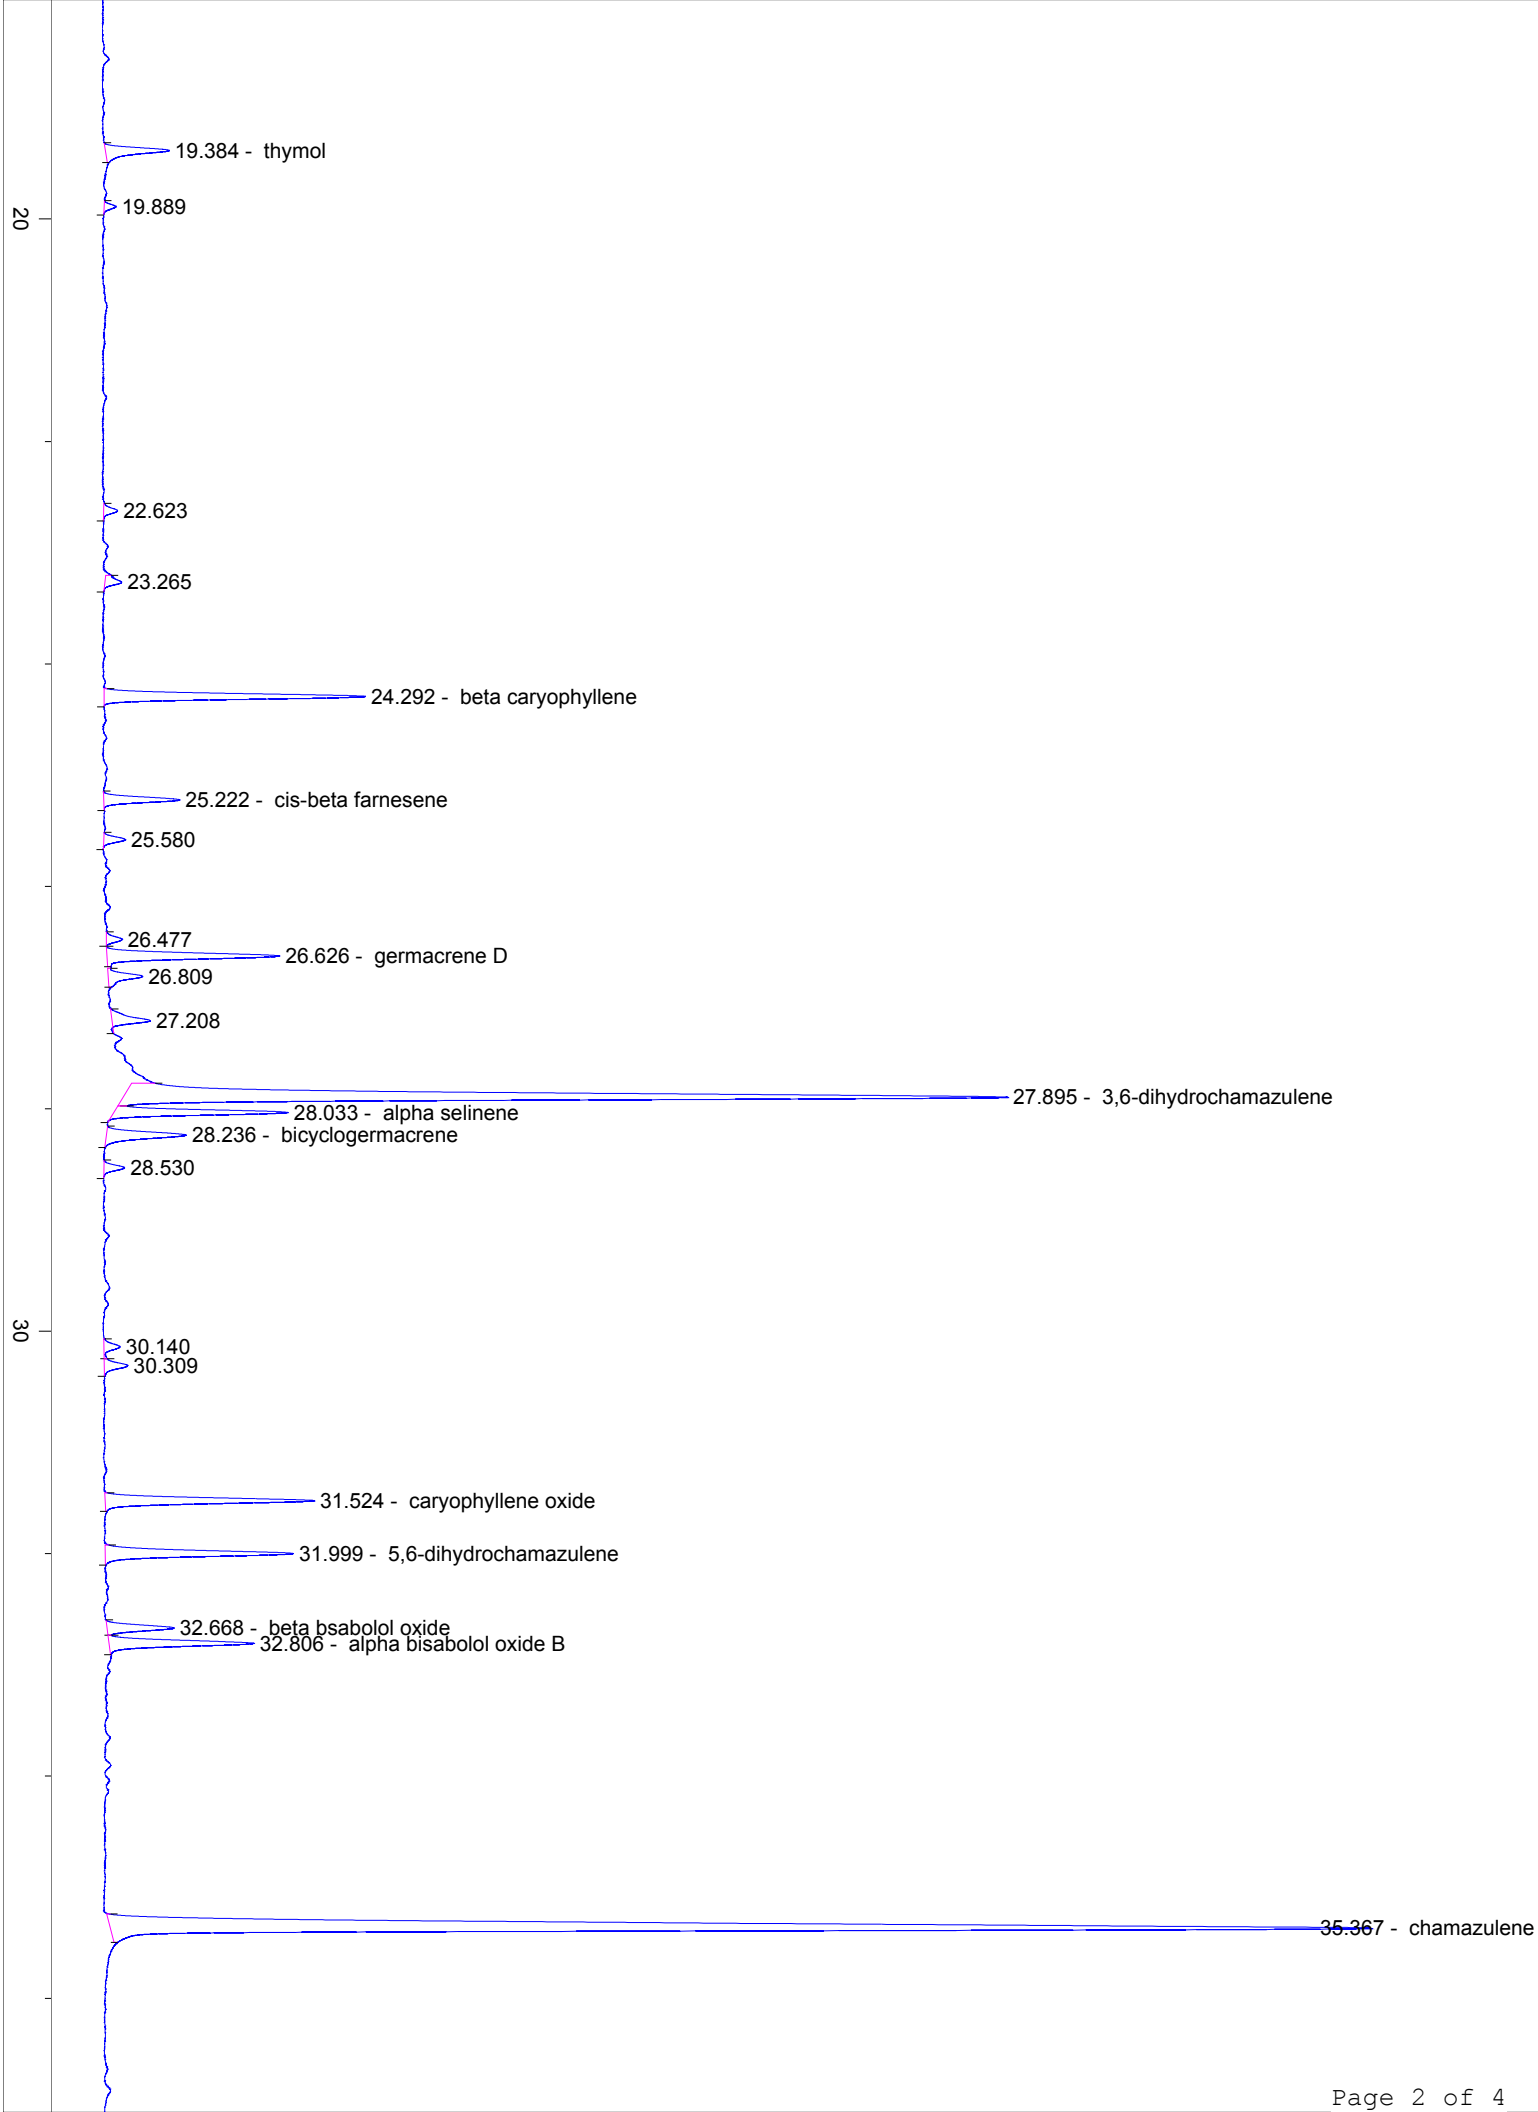 19.384 - thymol
19.889
20
22.623
23.265
24.292 - beta caryophyllene
25.222 - cis-beta farnesene
25.580
26.477
26.626 - germacrene D
26.809
27.208
27.895 - 3,6-dihydrochamazulene
28.033 - alpha selinene
28.236 - bicyclogermacrene
28.530
30
30.140
30.309
31.524 - caryophyllene oxide
31.999 - 5,6-dihydrochamazulene
32.668 - beta bsabolol oxide
32.806 - alpha bisabolol oxide B
35.367 - chamazulene
Page 2 of 4